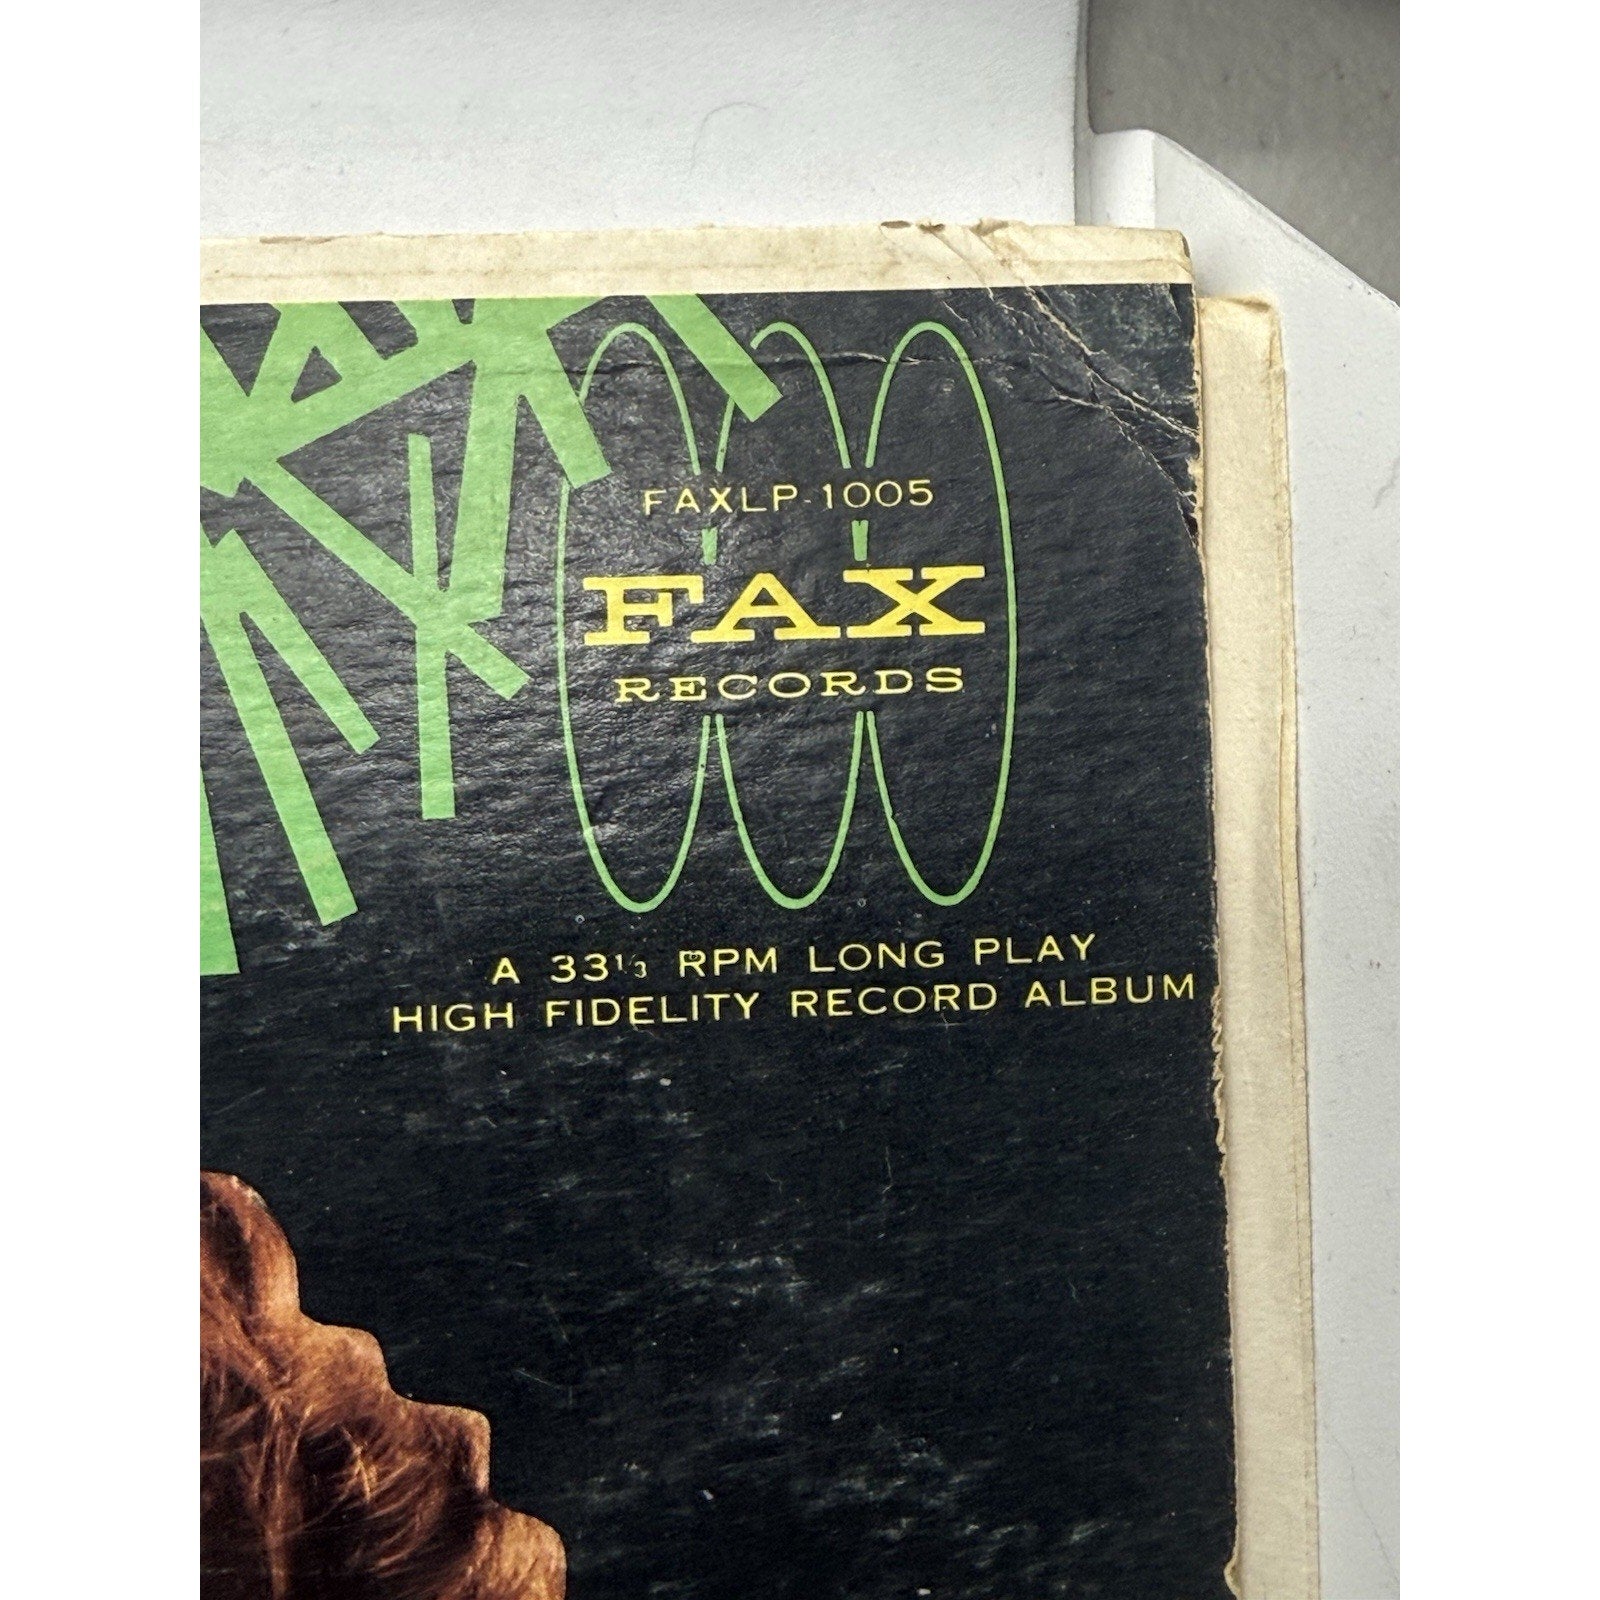 FAXLP-1005
FAX
RECORDS
A 33⅓ RPM LONG PLAY
HIGH FIDELITY RECORD ALBUM